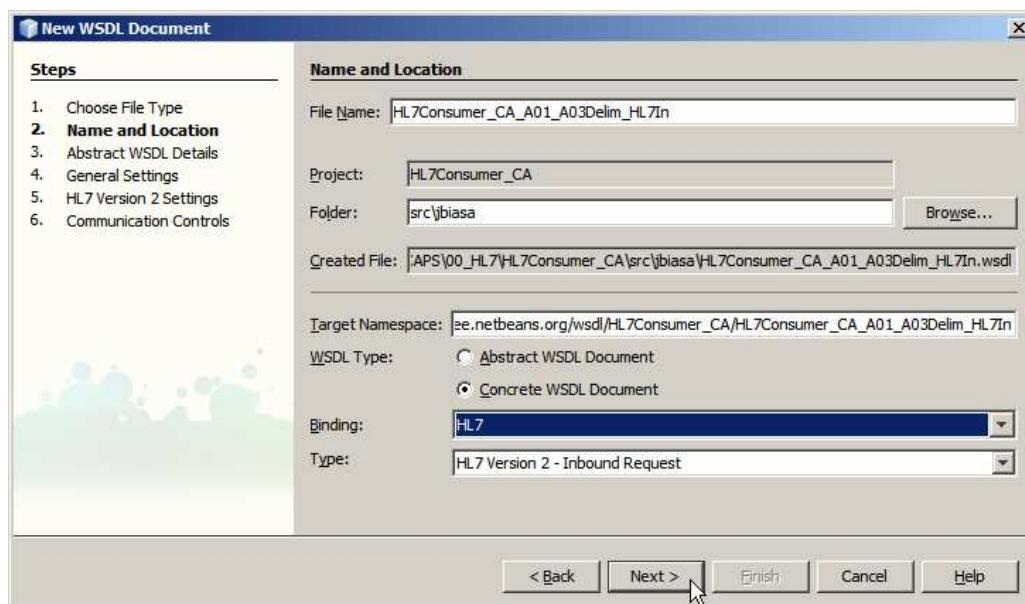 New WSDL Document
Steps
1. Choose File Type
2. Name and Location
3. Abstract WSDL Details
4. General Settings
5. HL7 Version 2 Settings
6. Communication Controls
Name and Location
File Name: HL7Consumer_CA_A01_A03Delim_HL7In
Project: HL7Consumer_CA
Folder: src\jbiasa Browse...
Created File: :APS\00_HL7\HL7Consumer_CA\src\jbiasa\HL7Consumer_CA_A01_A03Delim_HL7In.wsdl
Target Namespace: ee.netbeans.org/wsdl/HL7Consumer_CA/HL7Consumer_CA_A01_A03Delim_HL7In
WSDL Type: Abstract WSDL Document
Concrete WSDL Document
Binding: HL7
Type: HL7 Version 2 - Inbound Request
< Back Next > Finish Cancel Help